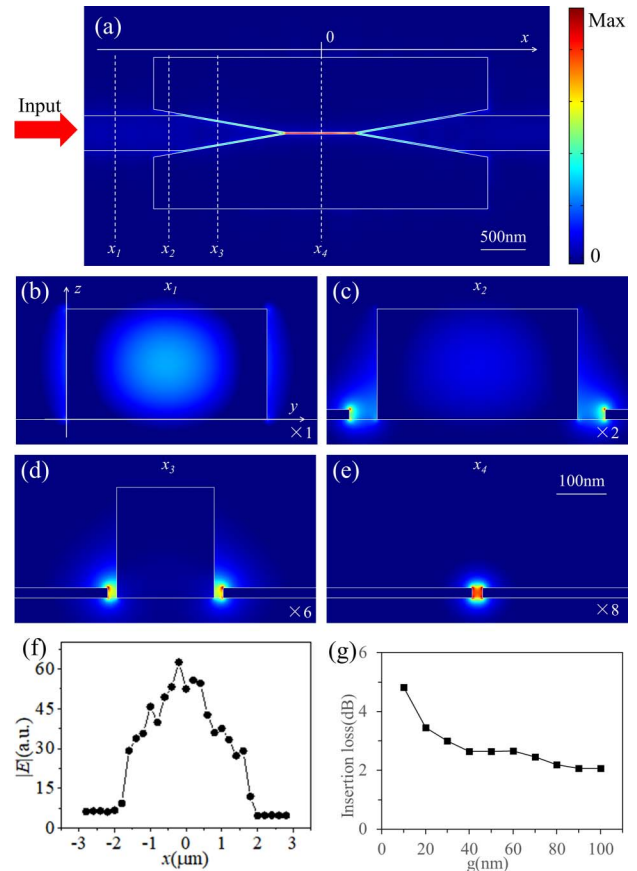 (a)
0
x
Max
Input
x1
x2
x3
x4
500nm
0
(b)
x1
z
y
×1
(c)
x2
×2
(d)
x3
×6
(e)
x4
100nm
×8
(f)
60
45
30
15
0
|E|(a.u.)
-3 -2 -1 0 1 2 3
x(μm)
(g)
6
4
2
0
Insertion loss(dB)
0 20 40 60 80 100
g(nm)